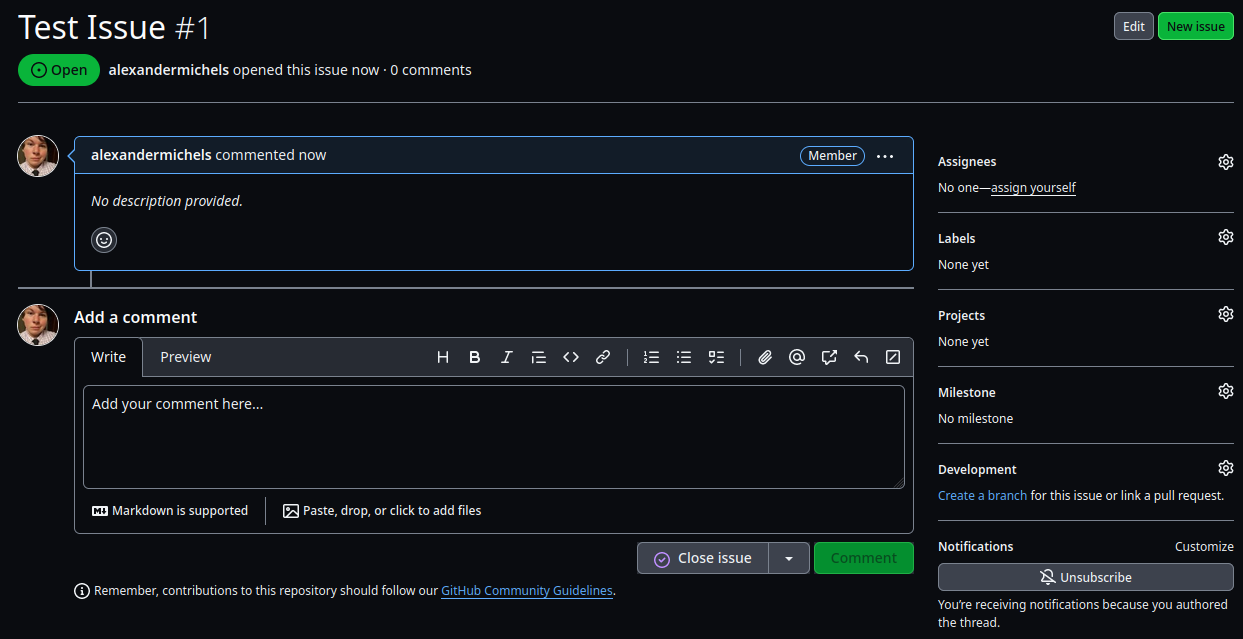 Test Issue #1
Edit
New issue
Open
alexandermichels opened this issue now · 0 comments
alexandermichels commented now
Member
No description provided.
Add a comment
Write
Preview
Add your comment here...
Markdown is supported
Paste, drop, or click to add files
Close issue
Comment
Remember, contributions to this repository should follow our GitHub Community Guidelines.
Assignees
No one—assign yourself
Labels
None yet
Projects
None yet
Milestone
No milestone
Development
Create a branch for this issue or link a pull request.
Notifications
Customize
Unsubscribe
You're receiving notifications because you authored
the thread.